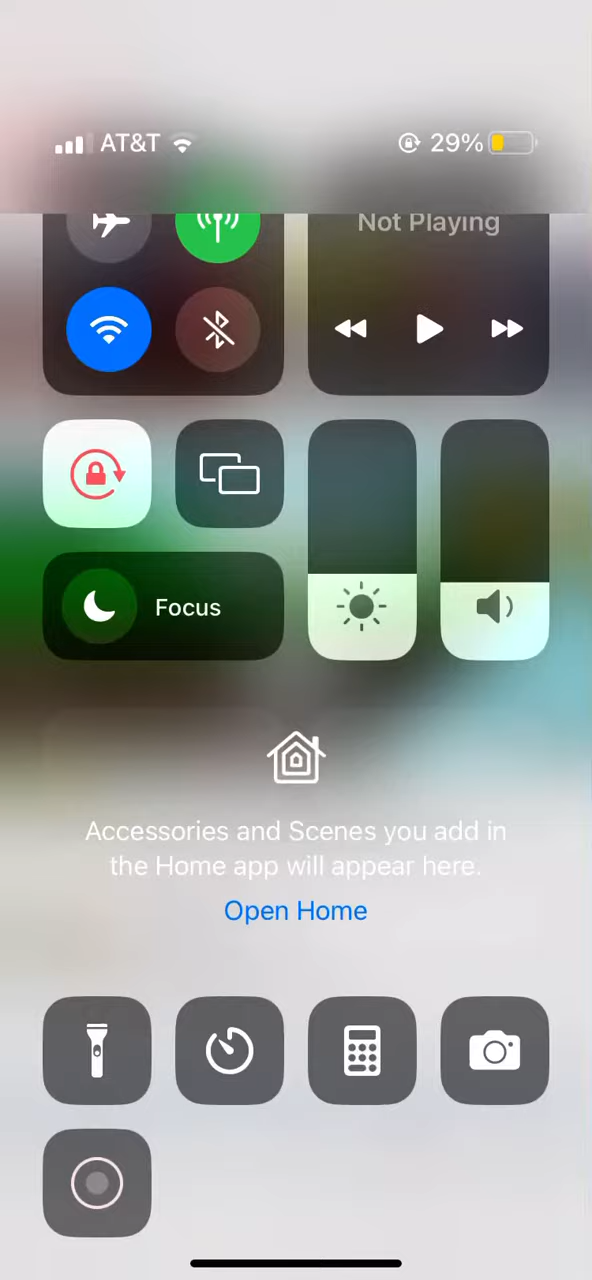 AT&T
29%
Not Playing
Focus
Accessories and Scenes you add in
the Home app will appear here.
Open Home